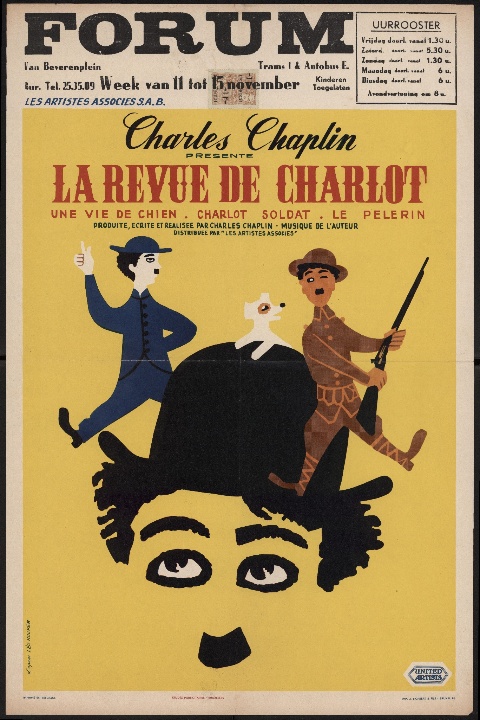 FORUM
Van Beverenplein
Trams 1 & Autobus E.
Bur. Tel. 25.35.09 Week van 11 tot 15 november
Kinderen
Toegelaten
LES ARTISTES ASSOCIES S.A.B.
UURROOSTER
Vrijdag doorl. vanaf 1.30 u.
Zaterd. doorl. vanaf 5.30 u.
Zondag doorl. vanaf 1.30 u.
Maandag doorl. vanaf 6 u.
Dinsdag doorl. vanaf 6 u.
Avondvertooning om 8 u.
Charles Chaplin
PRESENTE
LA REVUE DE CHARLOT
UNE VIE DE CHIEN . CHARLOT SOLDAT . LE PELERIN
PRODUITE, ECRITE ET REALISEE PAR CHARLES CHAPLIN - MUSIQUE DE L'AUTEUR
DISTRIBUEE PAR "LES ARTISTES ASSOCIES"
UNITED
ARTISTS